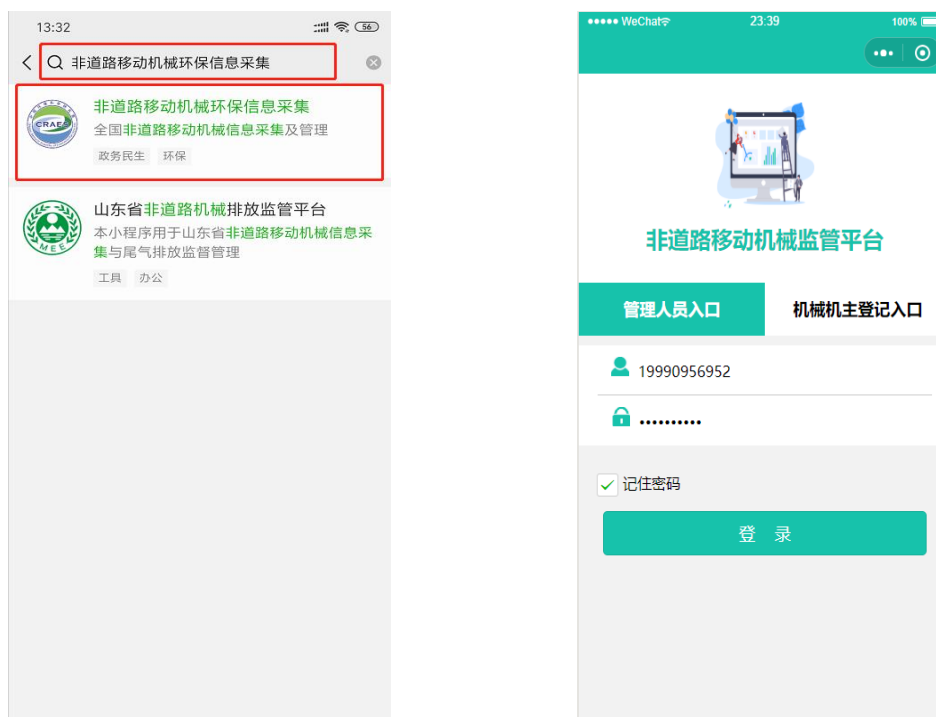 13:32
56
非道路移动机械环保信息采集
CRAES
非道路移动机械环保信息采集
全国非道路移动机械信息采集及管理
政务民生 环保
MEE
山东省非道路机械排放监管平台
本小程序用于山东省非道路移动机械信息采
集与尾气排放监督管理
工具 办公
WeChat 23:39 100%
非道路移动机械监管平台
管理人员入口 机械机主登记入口
19990956952
••••••••••
记住密码
登 录